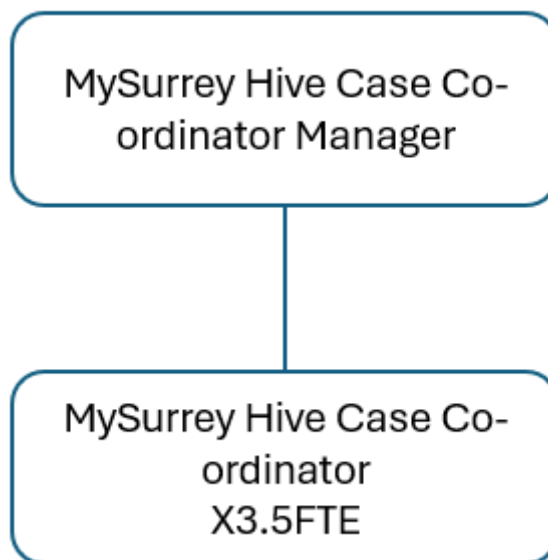 MySurrey Hive Case Co-
ordinator Manager
MySurrey Hive Case Co-
ordinator
X3.5FTE